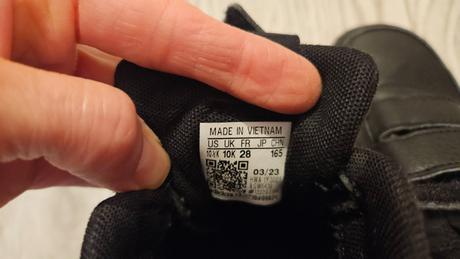 MADE IN VIETNAM
US UK FR JP CHN
10½K 10K 28 165
03/23